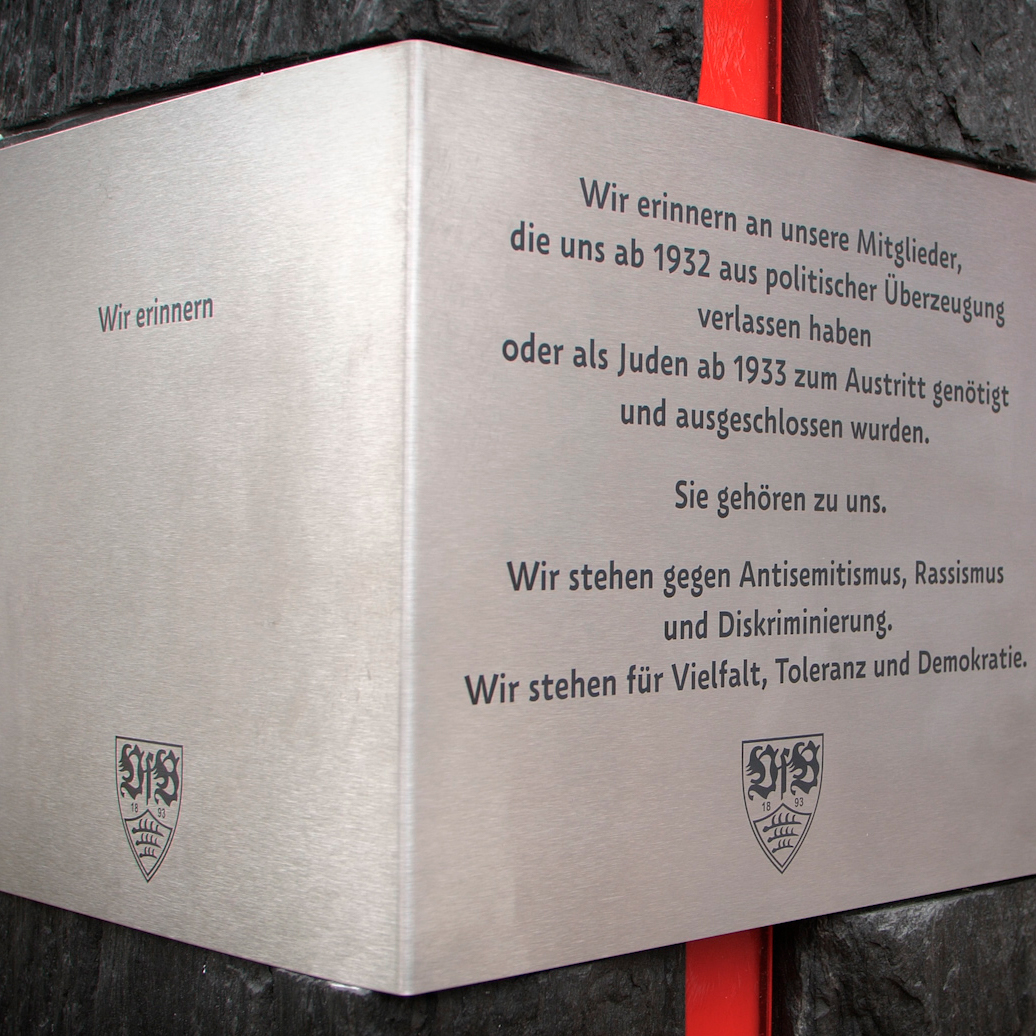 Wir erinnern
VfB
18 93
Wir erinnern an unsere Mitglieder,
die uns ab 1932 aus politischer Überzeugung
verlassen haben
oder als Juden ab 1933 zum Austritt genötigt
und ausgeschlossen wurden.
Sie gehören zu uns.
Wir stehen gegen Antisemitismus, Rassismus
und Diskriminierung.
Wir stehen für Vielfalt, Toleranz und Demokratie.
VfB
18 93